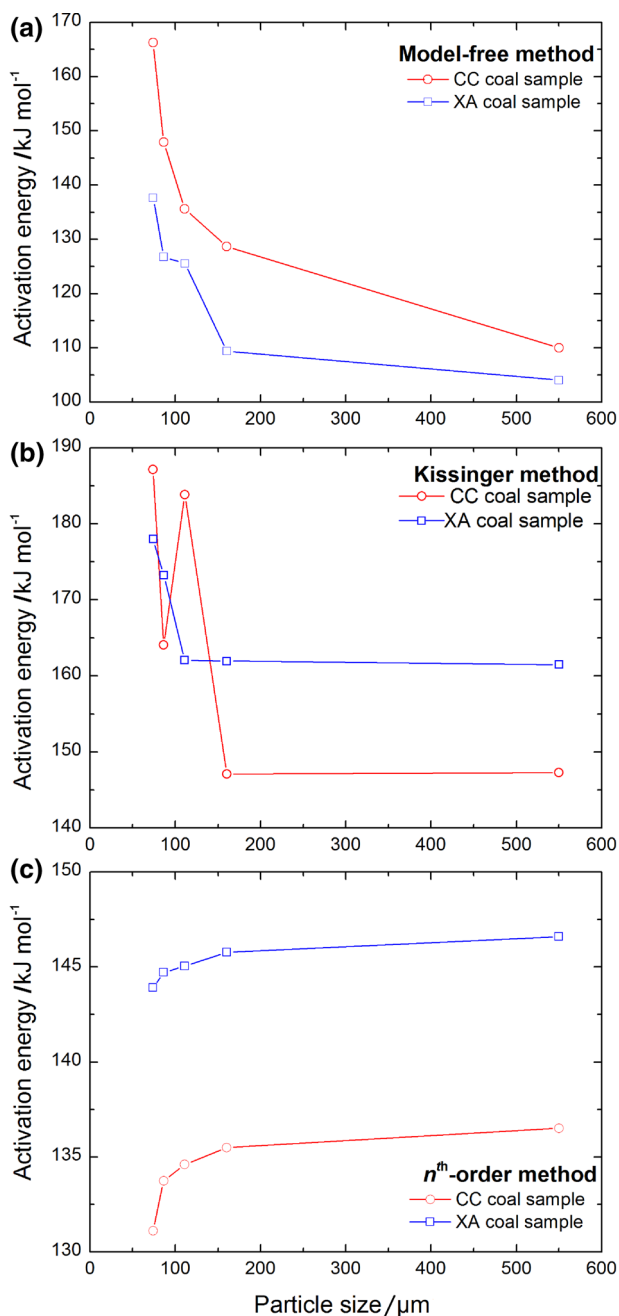 (a)
170
160
150
140
130
120
110
100
Activation energy /kJ mol⁻¹
Model-free method
CC coal sample
XA coal sample
0 100 200 300 400 500 600
(b)
190
180
170
160
150
140
Activation energy /kJ mol⁻¹
Kissinger method
CC coal sample
XA coal sample
0 100 200 300 400 500 600
(c)
150
145
140
135
130
Activation energy /kJ mol⁻¹
nᵗʰ-order method
CC coal sample
XA coal sample
0 100 200 300 400 500 600
Particle size /μm